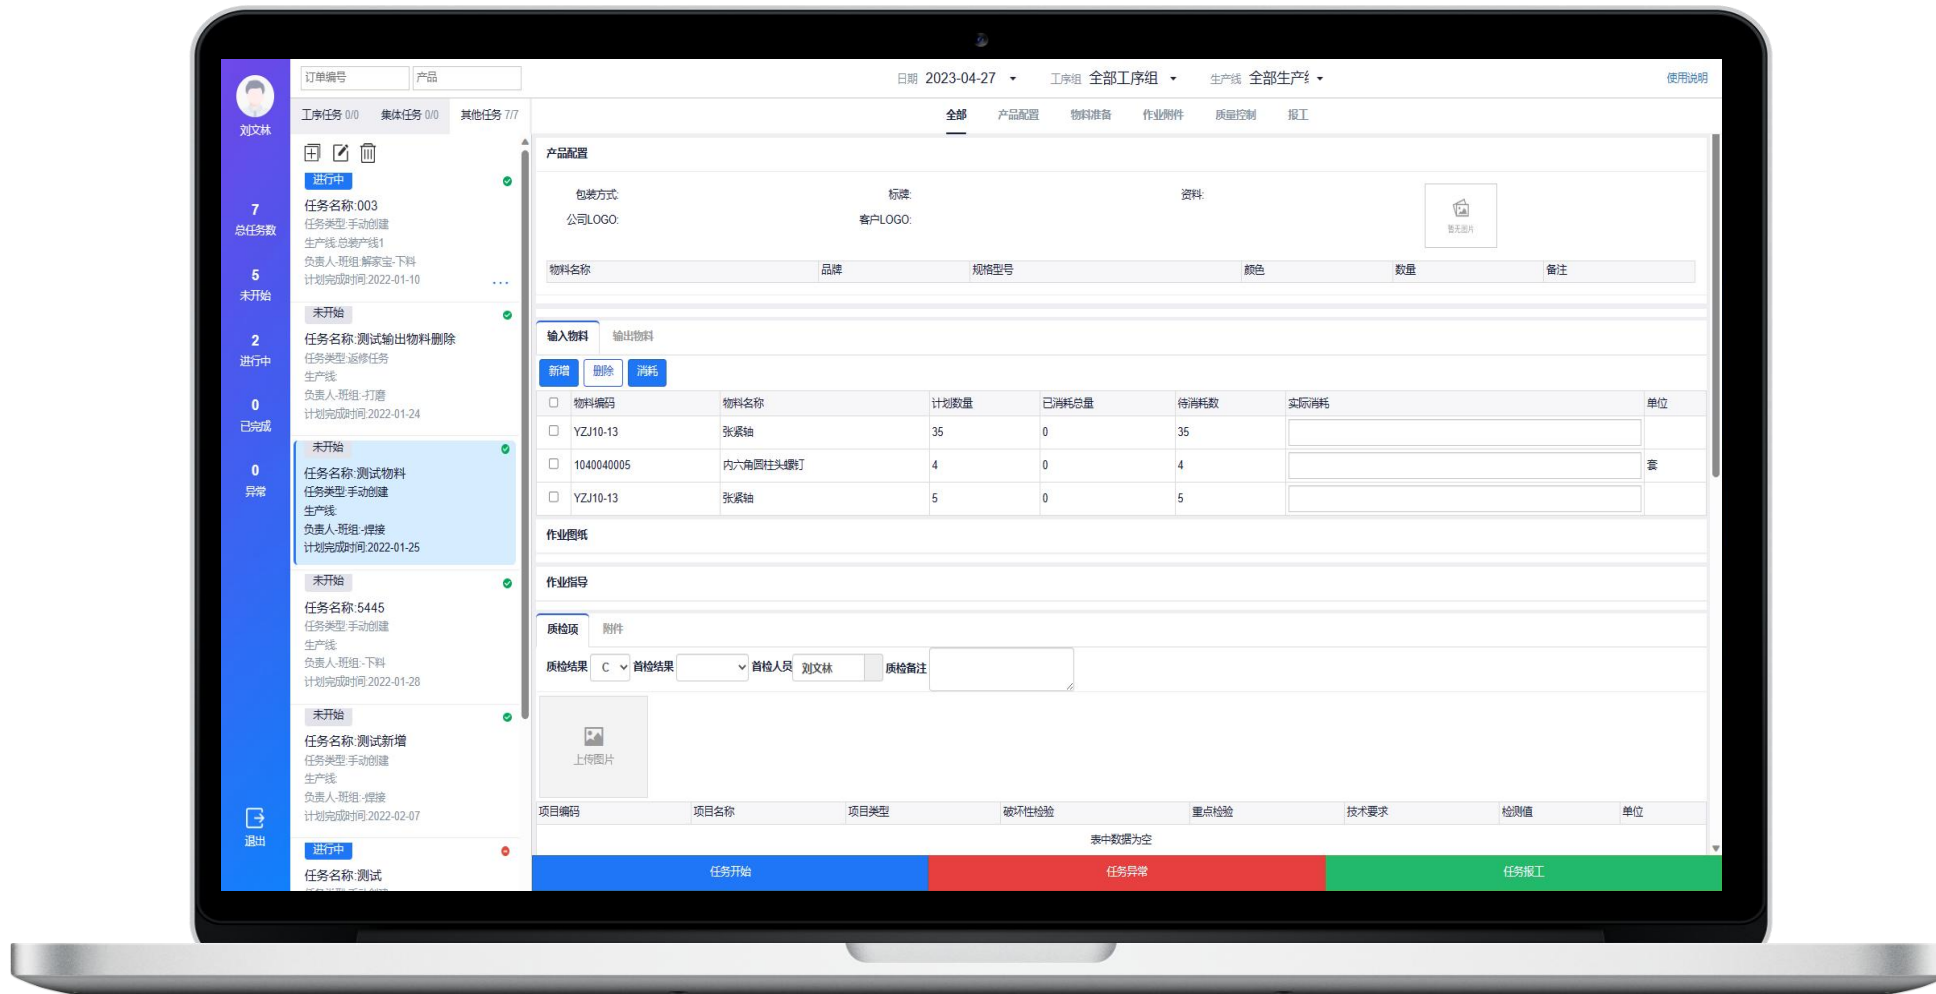 订单编号 产品 日期 2023-04-27 工序组 全部工序组 生产线 全部生产线 使用说明
刘文林
工序任务 0/0 集体任务 0/0 其他任务 7/7
全部 产品配置 物料准备 作业附件 质量控制 报工
7
总任务数
5
未开始
2
进行中
0
已完成
0
异常
退出
进行中
任务名称:003
任务类型:手动创建
生产线:总装产线1
负责人-班组:解家宝-下料
计划完成时间:2022-01-10
...
未开始
任务名称:测试输出物料删除
任务类型:返修任务
生产线:
负责人-班组:-打磨
计划完成时间:2022-01-24
未开始
任务名称:测试物料
任务类型:手动创建
生产线:
负责人-班组:-焊接
计划完成时间:2022-01-25
未开始
任务名称:5445
任务类型:手动创建
生产线:
负责人-班组:-下料
计划完成时间:2022-01-28
未开始
任务名称:测试新增
任务类型:手动创建
生产线:
负责人-班组:-焊接
计划完成时间:2022-02-07
进行中
任务名称:测试
产品配置
包装方式: 标牌: 资料:
公司LOGO: 客户LOGO:
暂无图片
物料名称 品牌 规格型号 颜色 数量 备注
输入物料 输出物料
新增 删除 消耗
物料编码 物料名称 计划数量 已消耗总量 待消耗数 实际消耗 单位
YZJ10-13 张紧轴 35 0 35
1040040005 内六角圆柱头螺钉 4 0 4 套
YZJ10-13 张紧轴 5 0 5
作业图纸
作业指导
质检项 附件
质检结果 C 首检结果 首检人员 刘文林 质检备注
上传图片
项目编码 项目名称 项目类型 破坏性检验 重点检验 技术要求 检测值 单位
表中数据为空
任务开始 任务异常 任务报工